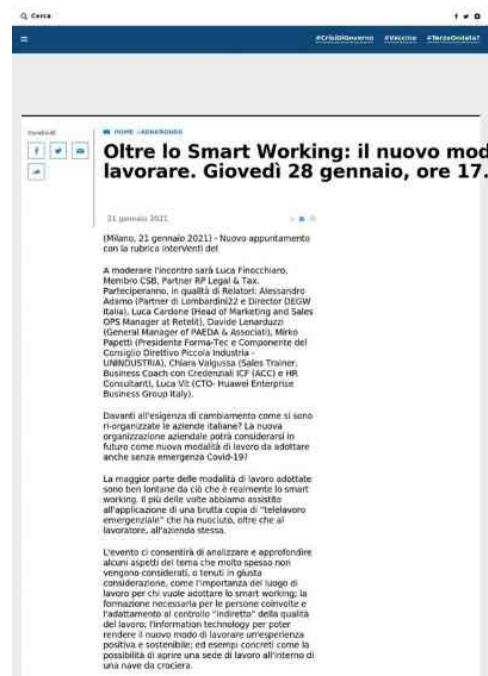 Cerca
#CrisiDiGoverno #Vaccino #TerzaOndata?
Condividi
HOME ›ADNKRONOS
Oltre lo Smart Working: il nuovo mod
lavorare. Giovedì 28 gennaio, ore 17.
21 gennaio 2021
(Milano, 21 gennaio 2021) - Nuovo appuntamento
con la rubrica interVenti del
A moderare l'incontro sarà Luca Finocchiaro,
Membro CSB, Partner RP Legal & Tax.
Parteciperanno, in qualità di Relatori: Alessandro
Adamo (Partner di Lombardini22 e Director DEGW
Italia), Luca Cardone (Head of Marketing and Sales
OPS Manager at Retelit), Davide Lenarduzzi
(General Manager of PAEDA & Associati), Mirko
Papetti (Presidente Forma-Tec e Componente del
Consiglio Direttivo Piccola Industria -
UNINDUSTRIA), Chiara Valgussa (Sales Trainer,
Business Coach con Credenziali ICF (ACC) e HR
Consultant), Luca Vit (CTO- Huawei Enterprise
Business Group Italy).
Davanti all'esigenza di cambiamento come si sono
ri-organizzate le aziende italiane? La nuova
organizzazione aziendale potrà considerarsi in
futuro come nuova modalità di lavoro da adottare
anche senza emergenza Covid-19?
La maggior parte delle modalità di lavoro adottate
sono ben lontane da ciò che è realmente lo smart
working. Il più delle volte abbiamo assistito
all'applicazione di una brutta copia di "telelavoro
emergenziale" che ha nuociuto, oltre che al
lavoratore, all'azienda stessa.
L'evento ci consentirà di analizzare e approfondire
alcuni aspetti del tema che molto spesso non
vengono considerati, o tenuti in giusta
considerazione, come l'importanza del luogo di
lavoro per chi vuole adottare lo smart working; la
formazione necessaria per le persone coinvolte e
l'adattamento al controllo "indiretto" della qualità
del lavoro; l'information technology per poter
rendere il nuovo modo di lavorare un'esperienza
positiva e sostenibile; ed esempi concreti come la
possibilità di aprire una sede di lavoro all'interno di
una nave da crociera.